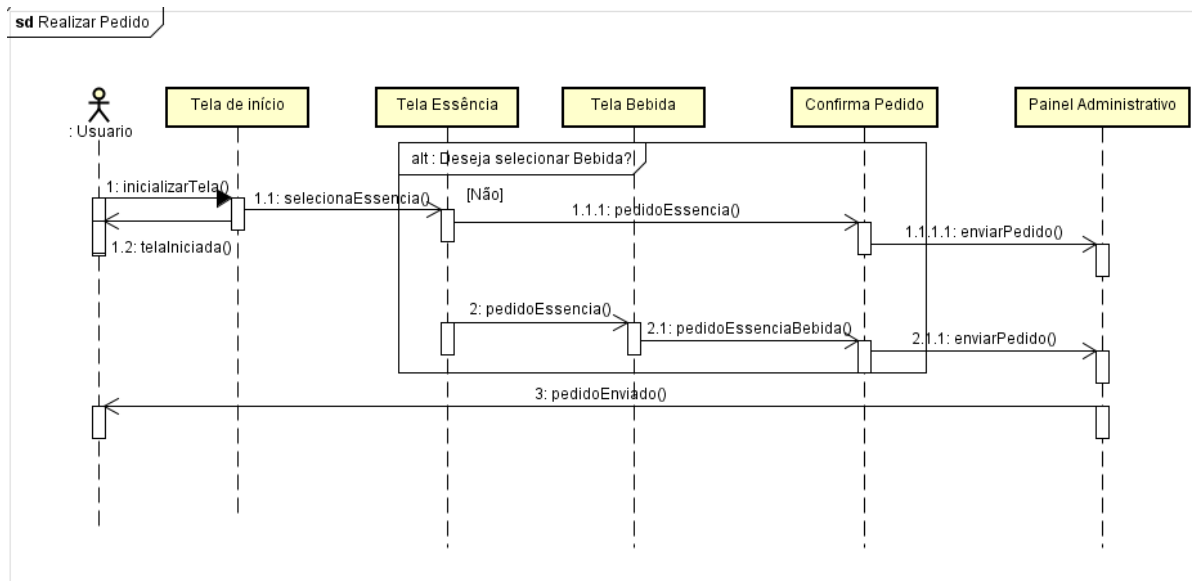 sd Realizar Pedido
: Usuario
Tela de início
Tela Essência
Tela Bebida
Confirma Pedido
Painel Administrativo
alt : Deseja selecionar Bebida?
[Não]
1: inicializarTela()
1.1: selecionaEssencia()
1.1.1: pedidoEssencia()
1.1.1.1: enviarPedido()
1.2: telaIniciada()
2: pedidoEssencia()
2.1: pedidoEssenciaBebida()
2.1.1: enviarPedido()
3: pedidoEnviado()